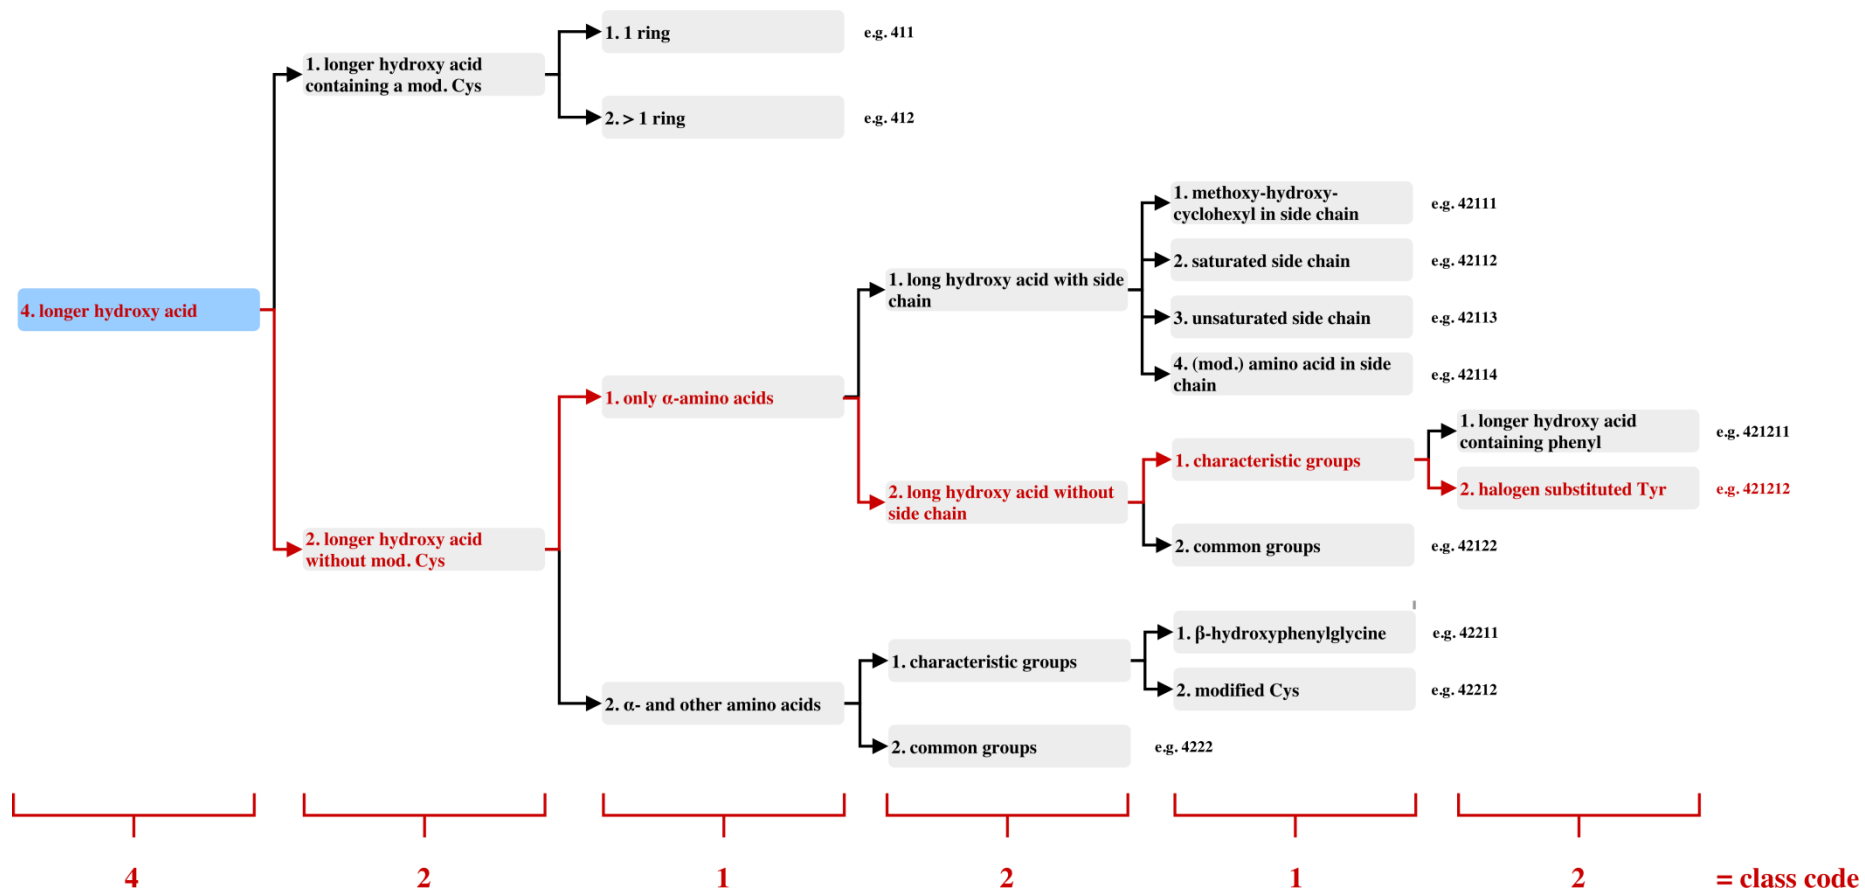 1. 1 ring
e.g. 411
1. longer hydroxy acid
containing a mod. Cys
2. > 1 ring
e.g. 412
1. methoxy-hydroxy-
cyclohexyl in side chain
e.g. 42111
2. saturated side chain
e.g. 42112
1. long hydroxy acid with side
chain
4. longer hydroxy acid
3. unsaturated side chain
e.g. 42113
4. (mod.) amino acid in side
chain
e.g. 42114
1. only α-amino acids
1. longer hydroxy acid
containing phenyl
e.g. 421211
1. characteristic groups
2. halogen substituted Tyr
e.g. 421212
2. long hydroxy acid without
side chain
2. longer hydroxy acid
without mod. Cys
2. common groups
e.g. 42122
1. β-hydroxyphenylglycine
e.g. 42211
1. characteristic groups
2. modified Cys
e.g. 42212
2. α- and other amino acids
2. common groups
e.g. 4222
4 2 1 2 1 2 = class code